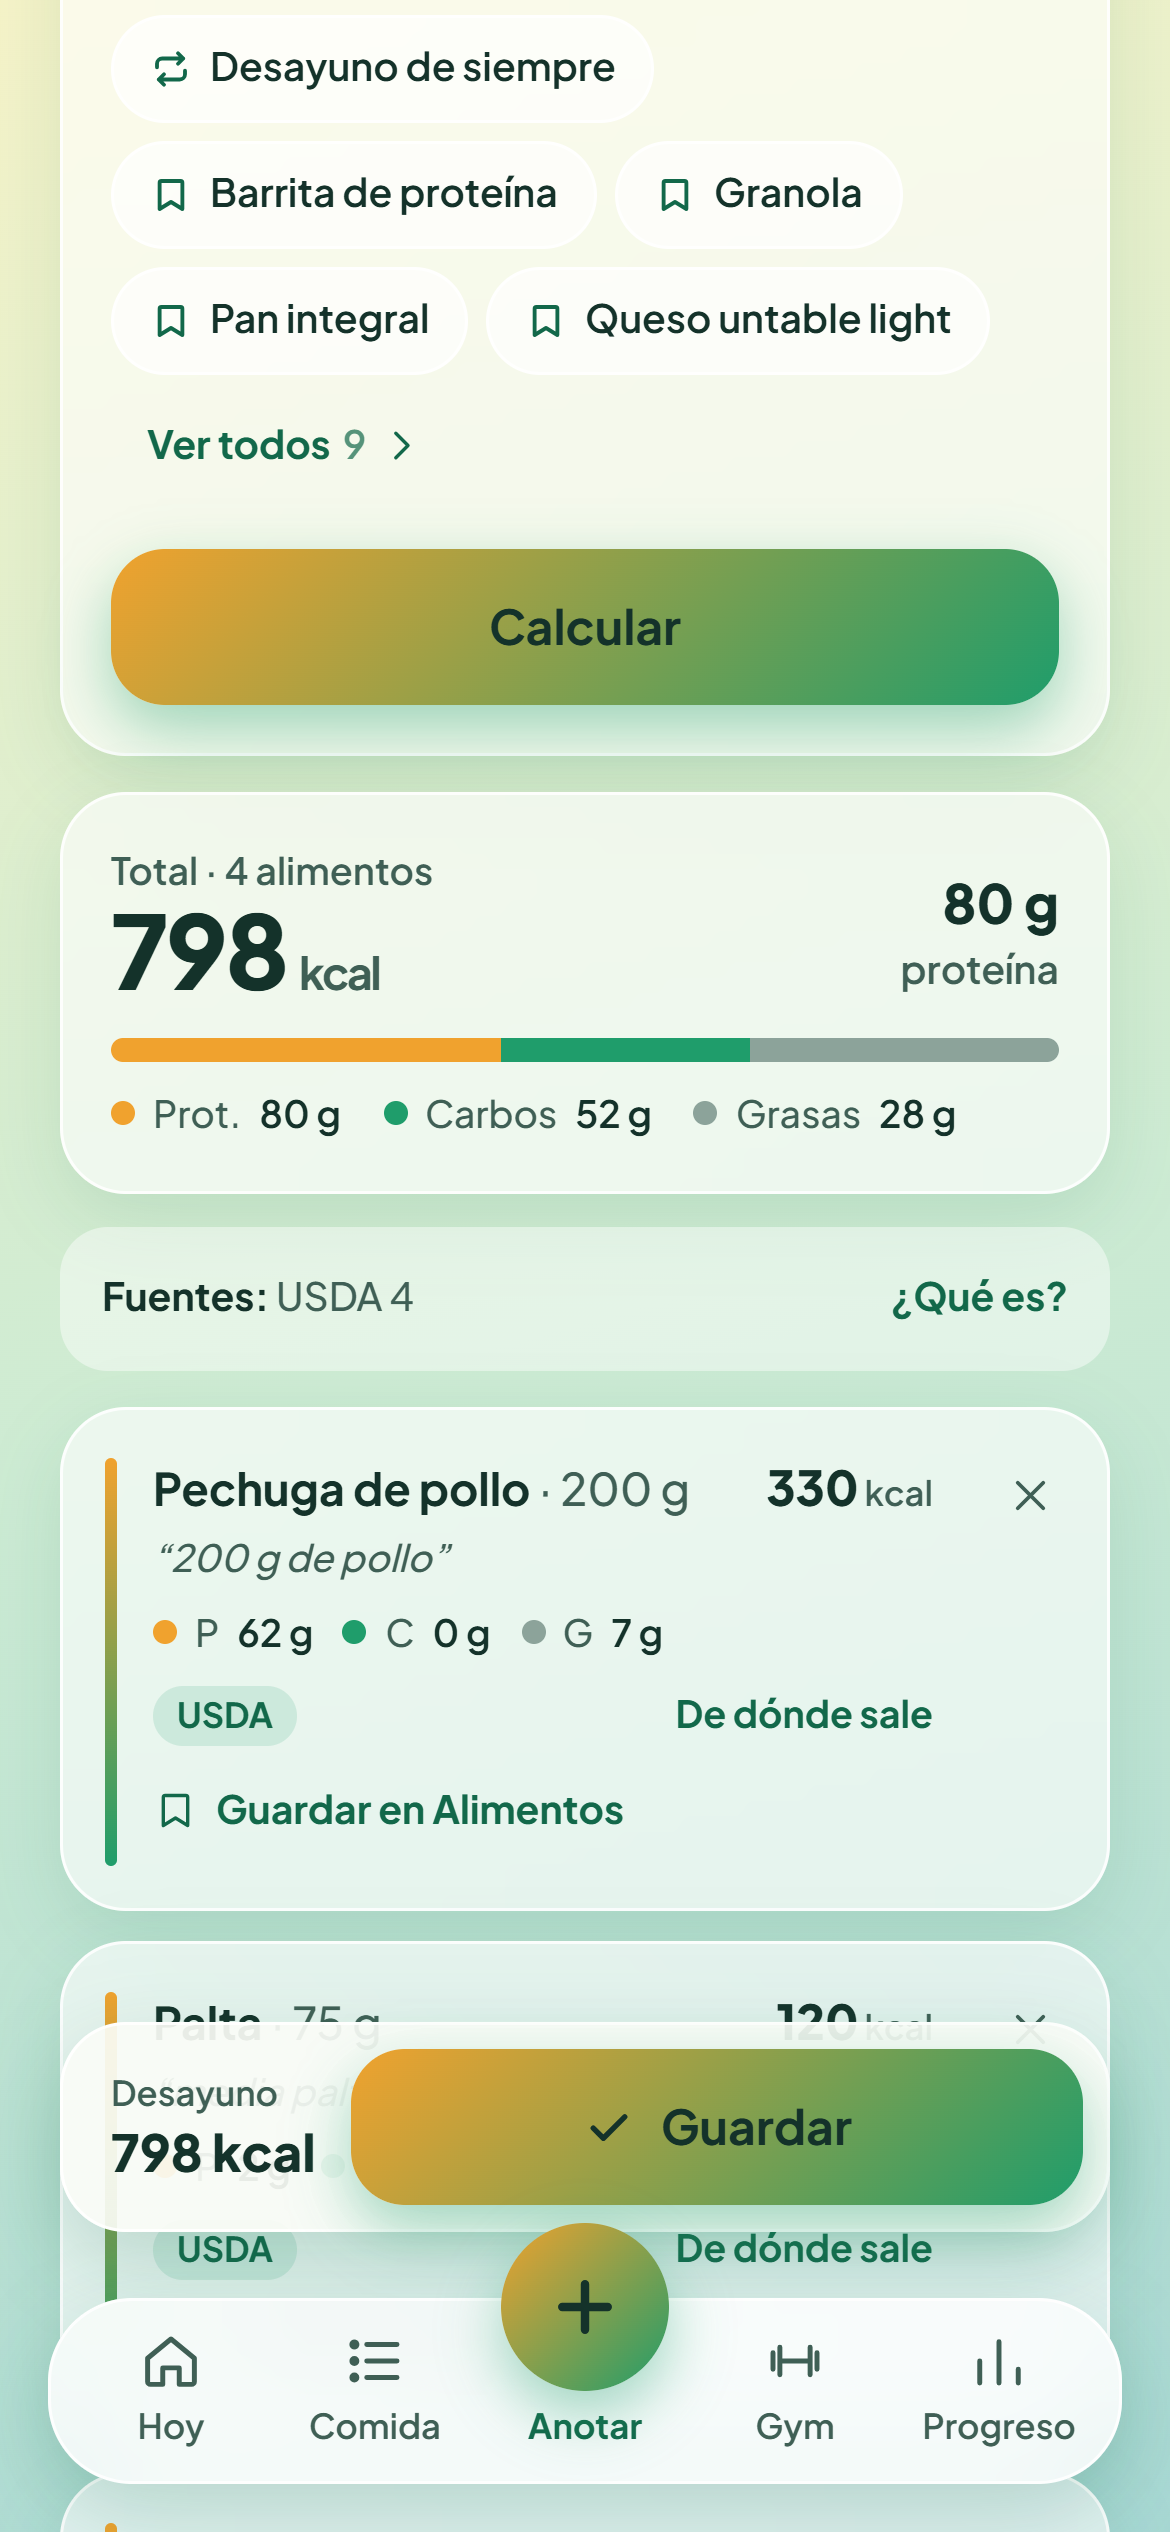 Desayuno de siempre
Barrita de proteína
Granola
Pan integral
Queso untable light
Ver todos 9
Calcular
Total · 4 alimentos
798 kcal
80 g
proteína
Prot. 80 g Carbos 52 g Grasas 28 g
Fuentes: USDA 4
¿Qué es?
Pechuga de pollo · 200 g 330 kcal
“200 g de pollo”
P 62 g C 0 g G 7 g
USDA
De dónde sale
Guardar en Alimentos
Palta · 75 g 120 kcal
Desayuno
798 kcal
Guardar
USDA
De dónde sale
Hoy
Comida
Anotar
Gym
Progreso